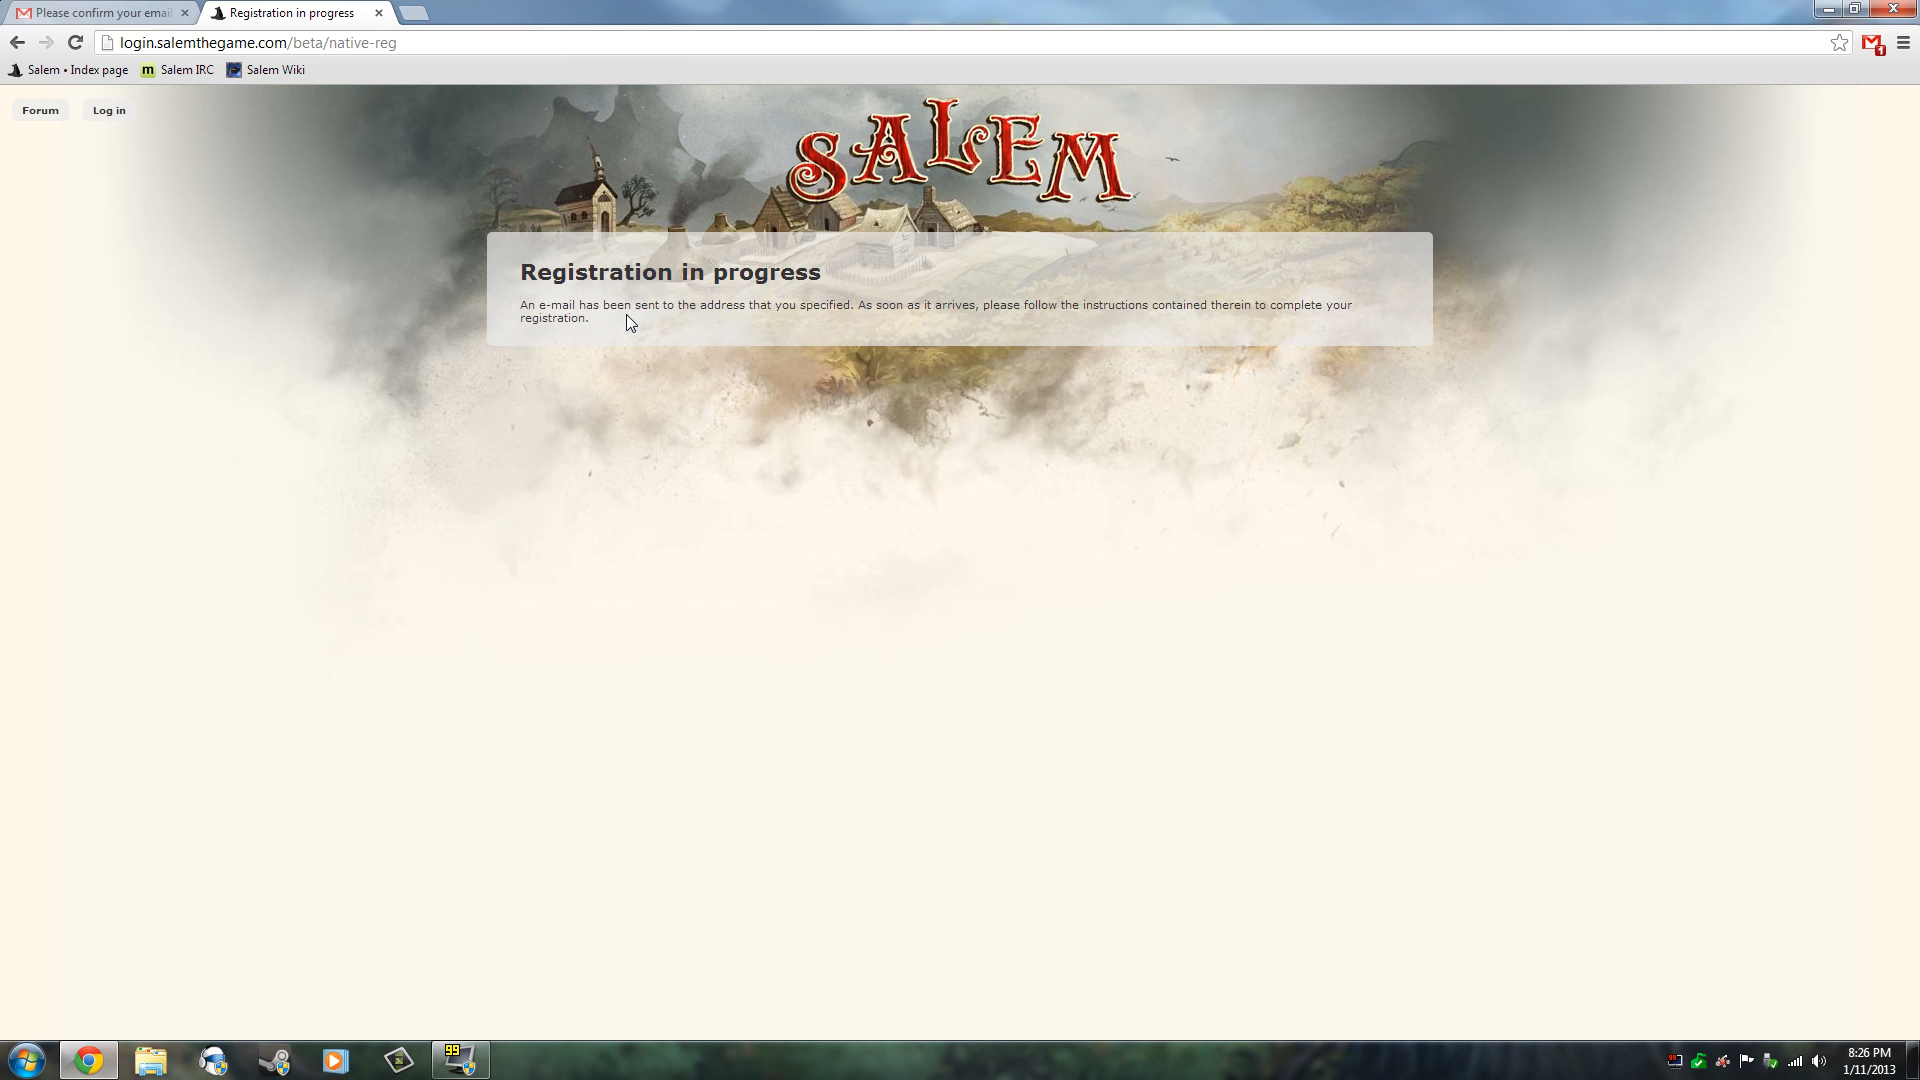 Please confirm your email
Registration in progress
login.salemthegame.com/beta/native-reg
1
Salem • Index page
Salem IRC
Salem Wiki
Forum
Log in
SALEM
Registration in progress
An e-mail has been sent to the address that you specified. As soon as it arrives, please follow the instructions contained therein to complete your
registration.
99
99
8:26 PM
1/11/2013